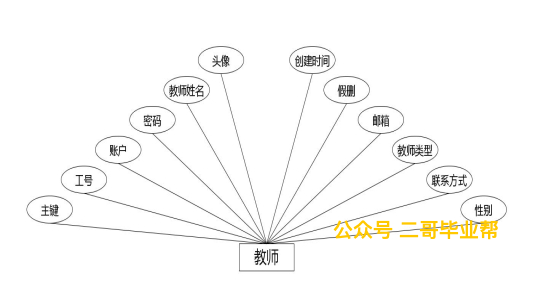 头像
创建时间
教师姓名
假删
密码
邮箱
账户
教师类型
工号
联系方式
主键
性别
公众号 二哥毕业帮
教师